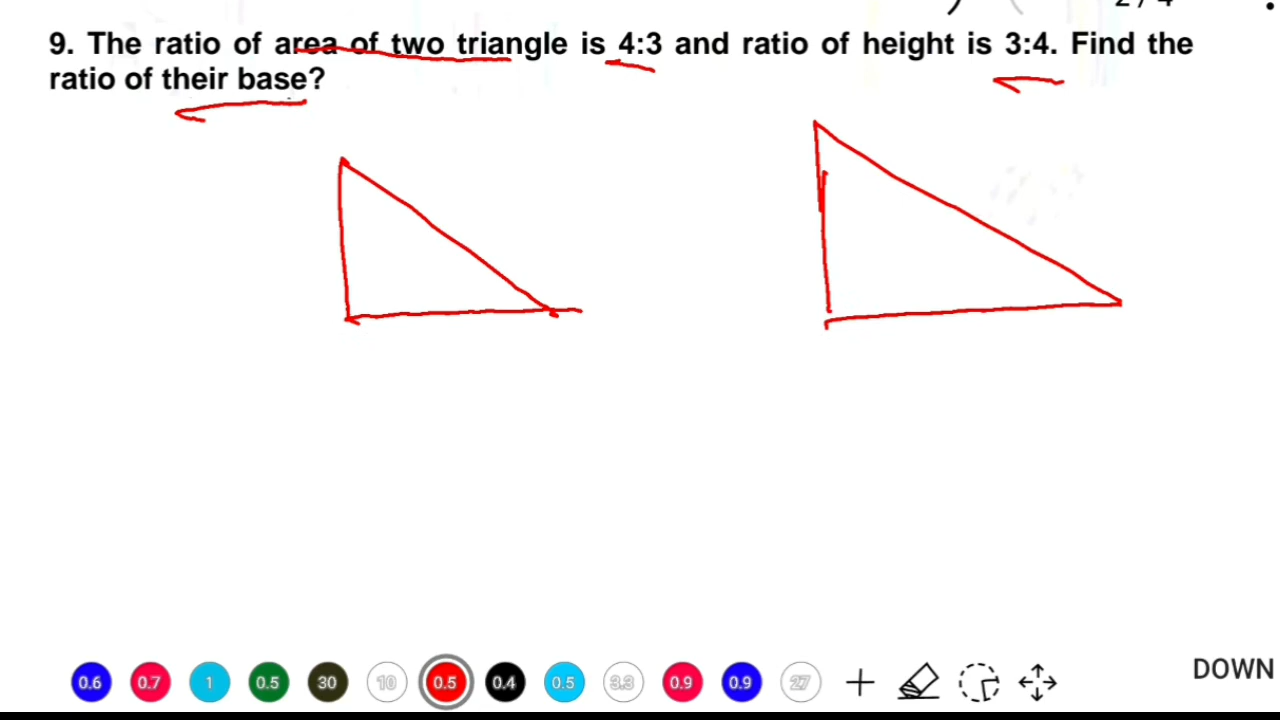 9. The ratio of area of two triangle is 4:3 and ratio of height is 3:4. Find the
ratio of their base?
0.6 0.7 1 0.5 30 10 0.5 0.4 0.5 3.3 0.9 0.9 27
DOWN